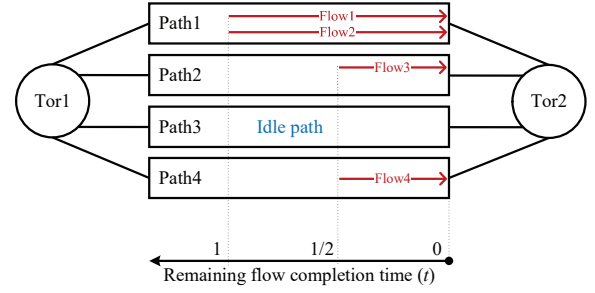 Path1
Flow1
Flow2
Path2
Flow3
Tor1
Tor2
Path3
Idle path
Path4
Flow4
1
1/2
0
Remaining flow completion time (t)